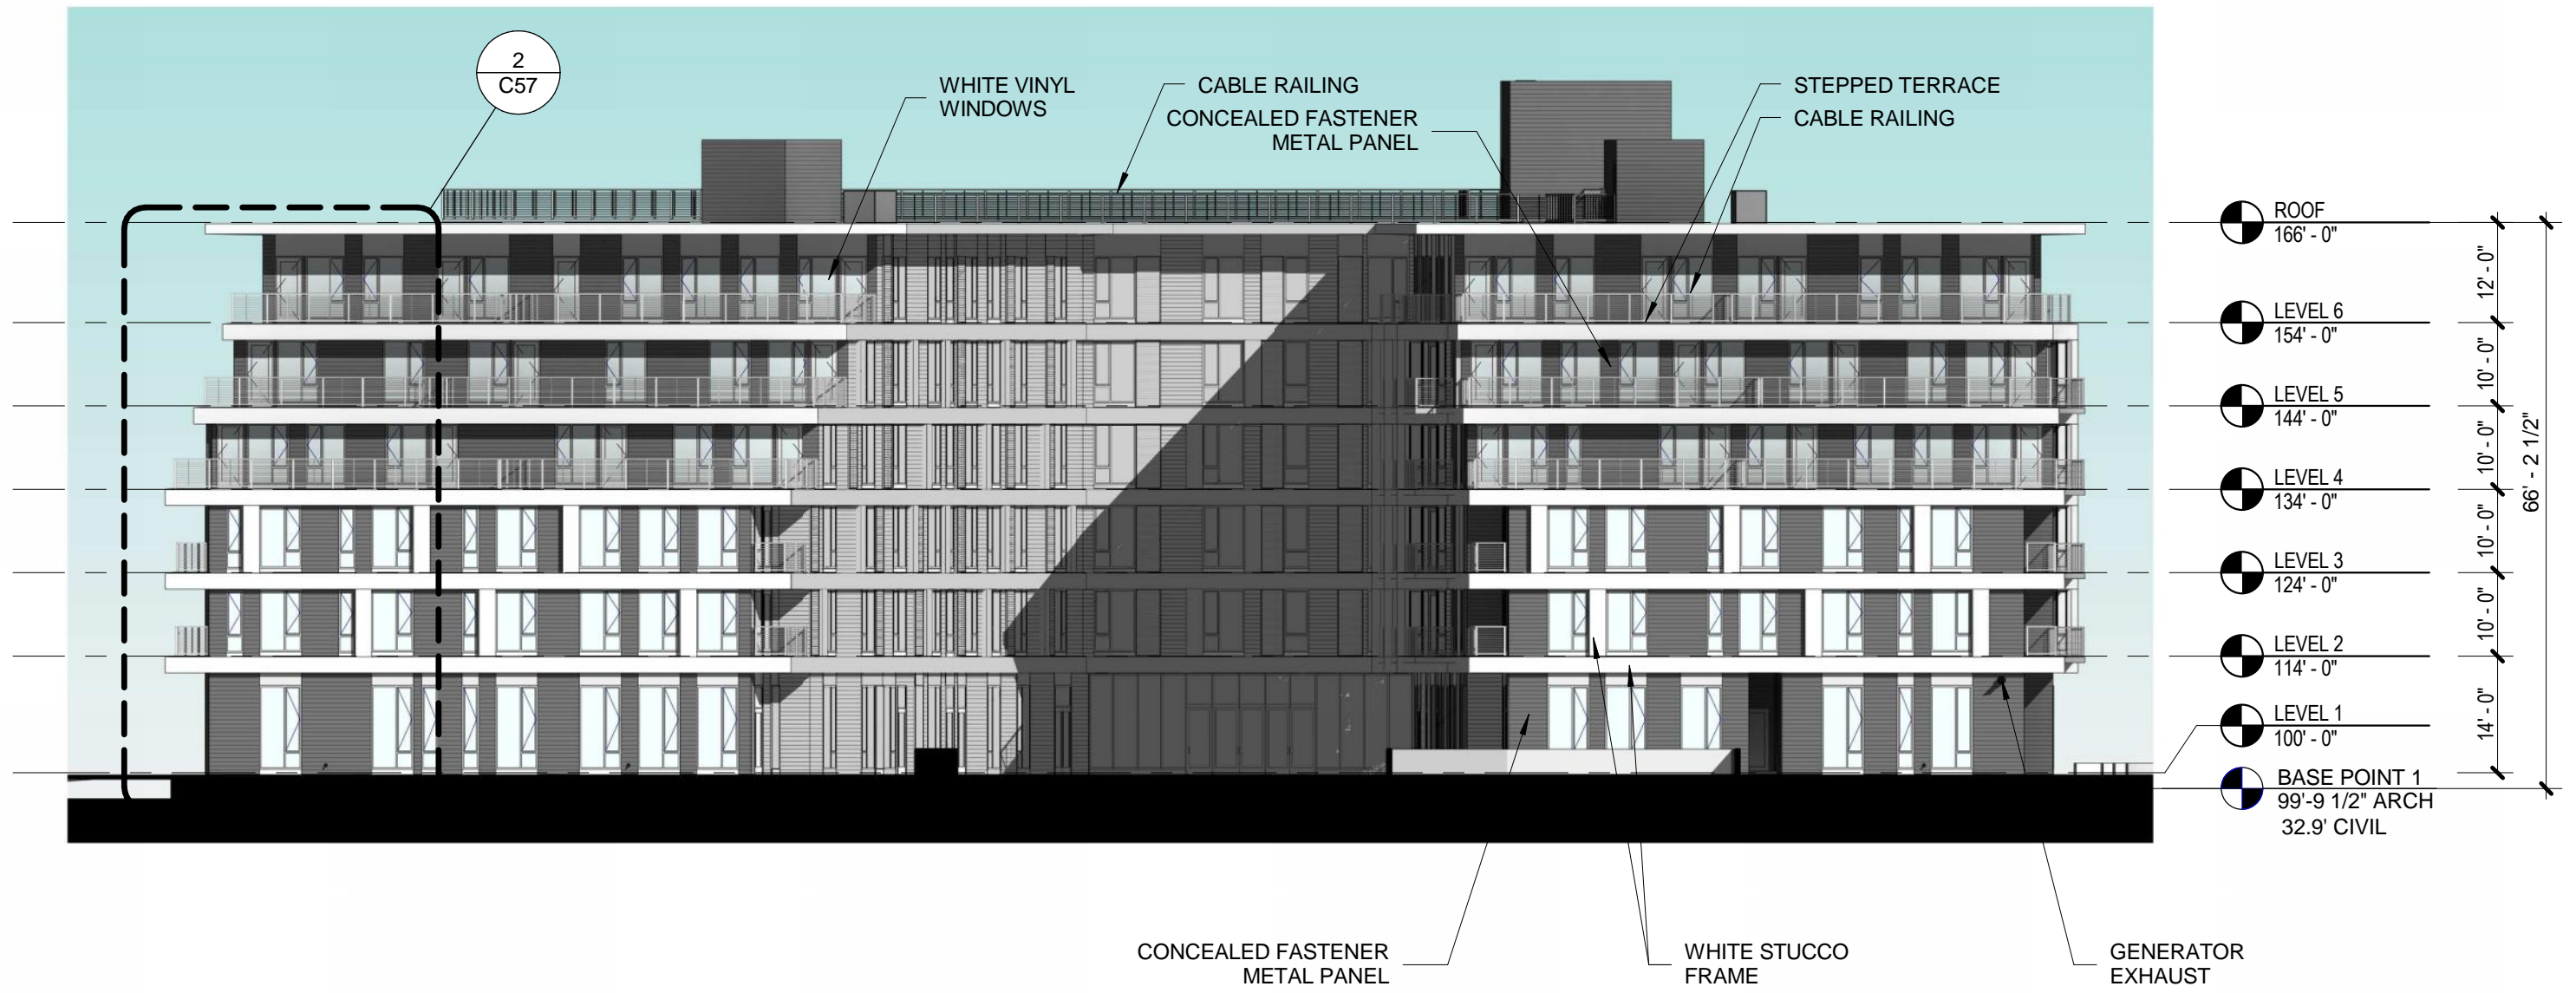 2
C57
WHITE VINYL
WINDOWS
CABLE RAILING
CONCEALED FASTENER
METAL PANEL
STEPPED TERRACE
CABLE RAILING
ROOF
166' - 0"
12' - 0"
LEVEL 6
154' - 0"
10' - 0"
LEVEL 5
144' - 0"
10' - 0"
66' - 2 1/2"
LEVEL 4
134' - 0"
10' - 0"
LEVEL 3
124' - 0"
10' - 0"
LEVEL 2
114' - 0"
14' - 0"
LEVEL 1
100' - 0"
BASE POINT 1
99'-9 1/2" ARCH
32.9' CIVIL
CONCEALED FASTENER
METAL PANEL
WHITE STUCCO
FRAME
GENERATOR
EXHAUST